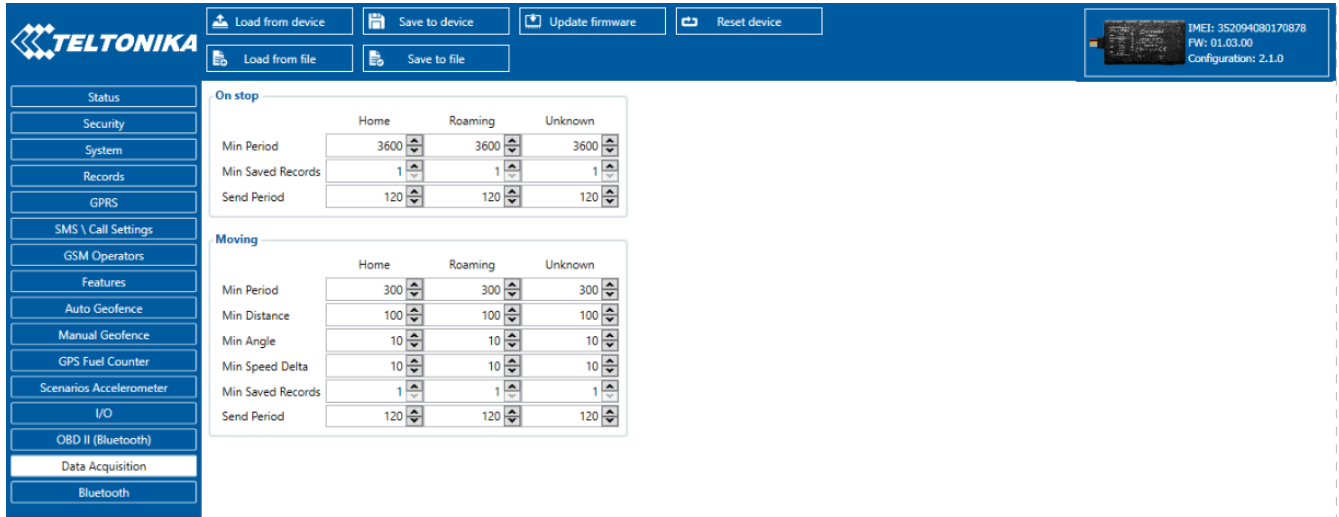 TELTONIKA
Load from device Save to device Update firmware Reset device
Load from file Save to file
IMEI: 352094080170878
FW: 01.03.00
Configuration: 2.1.0
Status
Security
System
Records
GPRS
SMS \ Call Settings
GSM Operators
Features
Auto Geofence
Manual Geofence
GPS Fuel Counter
Scenarios Accelerometer
I/O
OBD II (Bluetooth)
Data Acquisition
Bluetooth
On stop
Home Roaming Unknown
Min Period 3600 3600 3600
Min Saved Records 1 1 1
Send Period 120 120 120
Moving
Home Roaming Unknown
Min Period 300 300 300
Min Distance 100 100 100
Min Angle 10 10 10
Min Speed Delta 10 10 10
Min Saved Records 1 1 1
Send Period 120 120 120